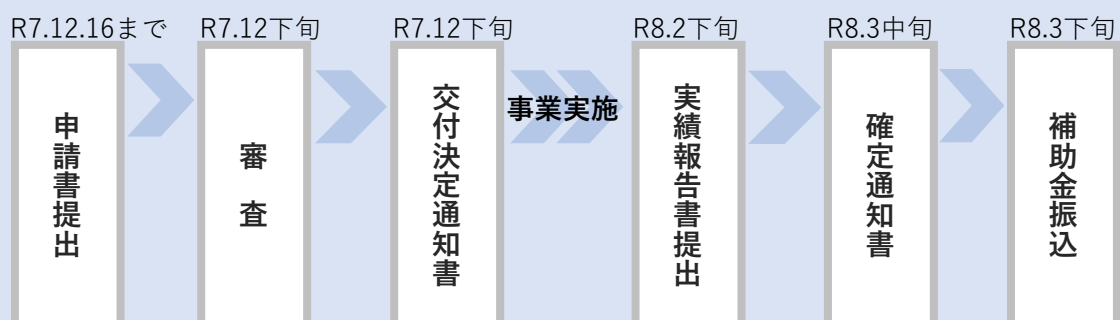 R7.12.16まで
申請書提出
R7.12下旬
審 査
R7.12下旬
交付決定通知書
事業実施
R8.2下旬
実績報告書提出
R8.3中旬
確定通知書
R8.3下旬
補助金振込